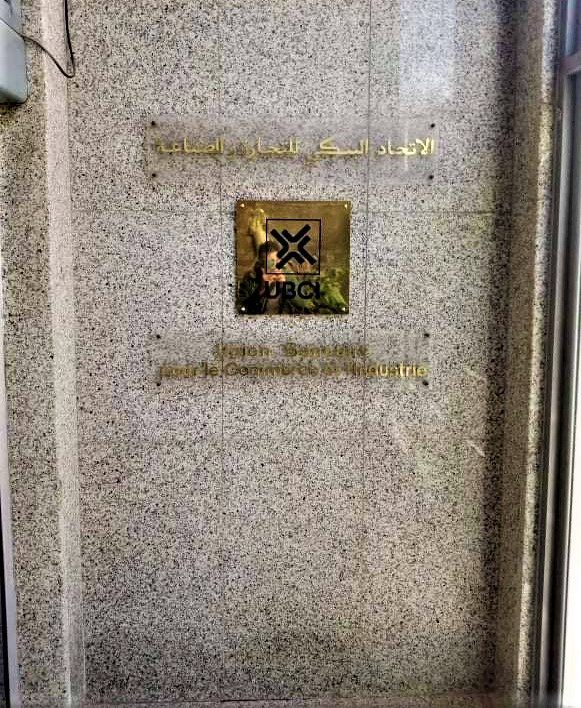 الاتحاد البنكي للتجارة والصناعة
UBCI
Union Bancaire
pour le Commerce et l'Industrie